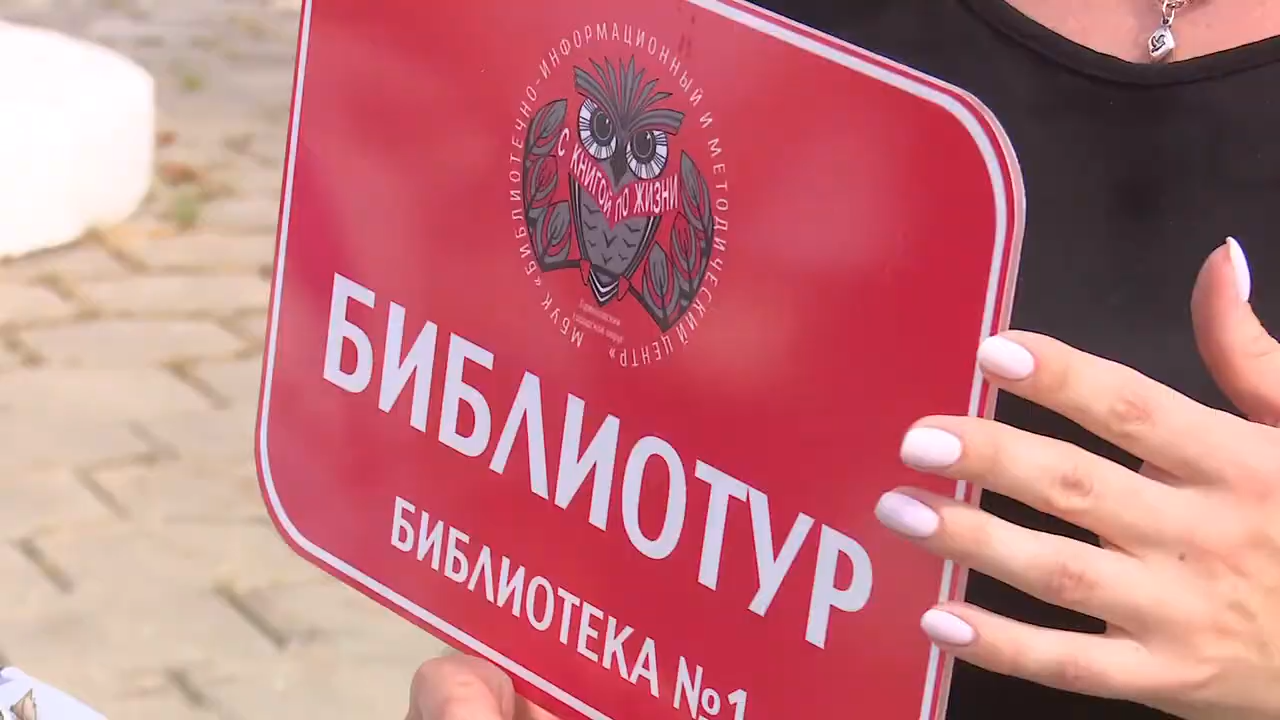 МБУК «БИБЛИОТЕЧНО-ИНФОРМАЦИОННЫЙ И МЕТОДИЧЕСКИЙ ЦЕНТР»
С КНИГОЙ ПО ЖИЗНИ
БИБЛИОТУР
БИБЛИОТЕКА №1